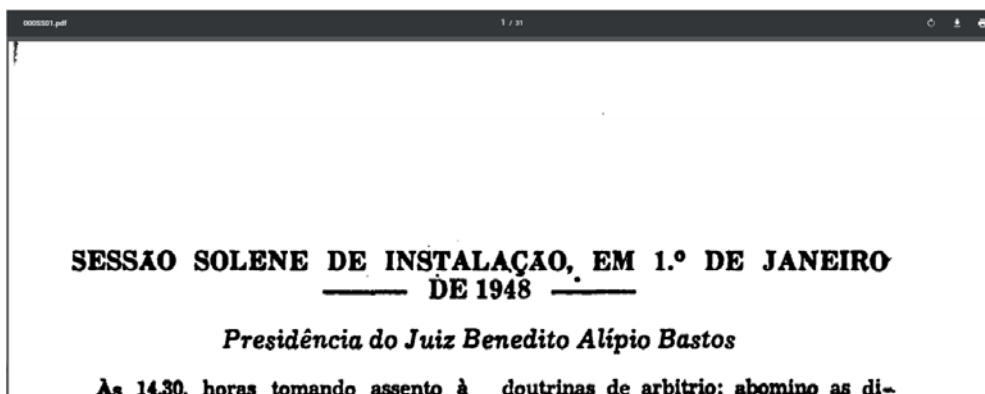 000SS01.pdf
1 / 31
SESSÃO SOLENE DE INSTALAÇÃO, EM 1.º DE JANEIRO
DE 1948
Presidência do Juiz Benedito Alípio Bastos
Às 14,30, horas tomando assento à
doutrinas de arbitrio; abomino as di-